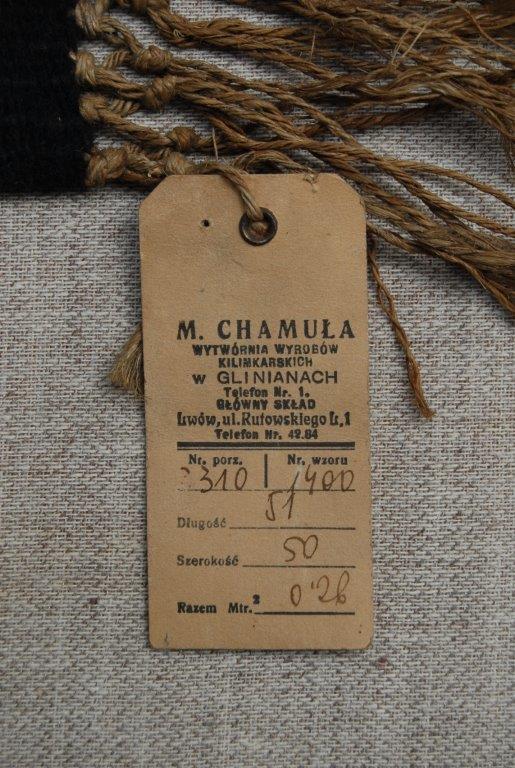 M. CHAMUŁA
WYTWÓRNIA WYROBÓW
KILIMKARSKICH
w GLINIANACH
Telefon Nr. 1.
GŁÓWNY SKŁAD
Lwów, ul. Rutowskiego L. 1
Telefon Nr. 42.84
Nr. porz. Nr. wzoru
310 1400
Długość 51
Szerokość 50
Razem Mtr.² 0'26